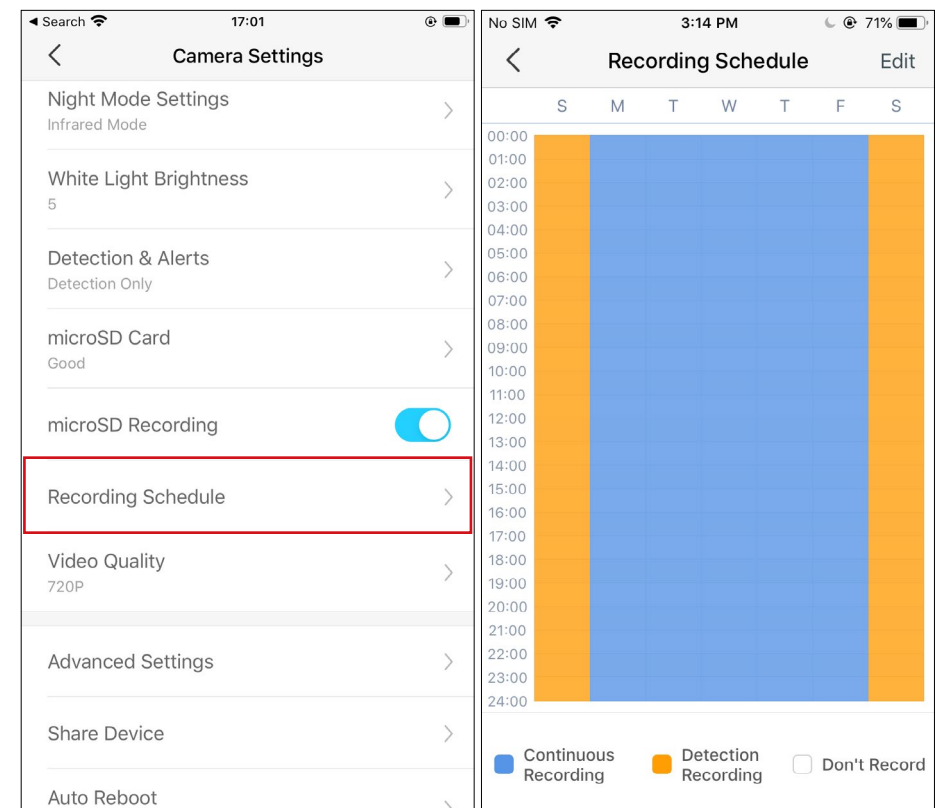 Search
17:01
Camera Settings
Night Mode Settings
Infrared Mode
White Light Brightness
5
Detection & Alerts
Detection Only
microSD Card
Good
microSD Recording
Recording Schedule
Video Quality
720P
Advanced Settings
Share Device
Auto Reboot
No SIM
3:14 PM
71%
Recording Schedule
Edit
S M T W T F S
00:00
01:00
02:00
03:00
04:00
05:00
06:00
07:00
08:00
09:00
10:00
11:00
12:00
13:00
14:00
15:00
16:00
17:00
18:00
19:00
20:00
21:00
22:00
23:00
24:00
Continuous
Recording
Detection
Recording
Don't Record